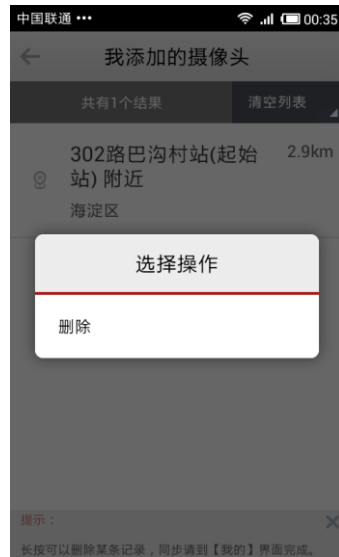 中国联通 ••• 00:35
我添加的摄像头
共有1个结果 清空列表
302路巴沟村站(起始 2.9km
站) 附近
海淀区
选择操作
删除
提示：
长按可以删除某条记录，同步请到【我的】界面完成。